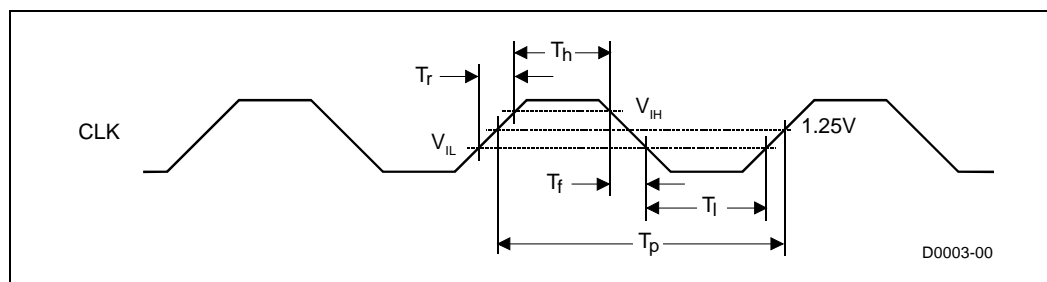 Th
Tr
VIH
CLK
1.25V
VIL
Tf
Tl
Tp
D0003-00